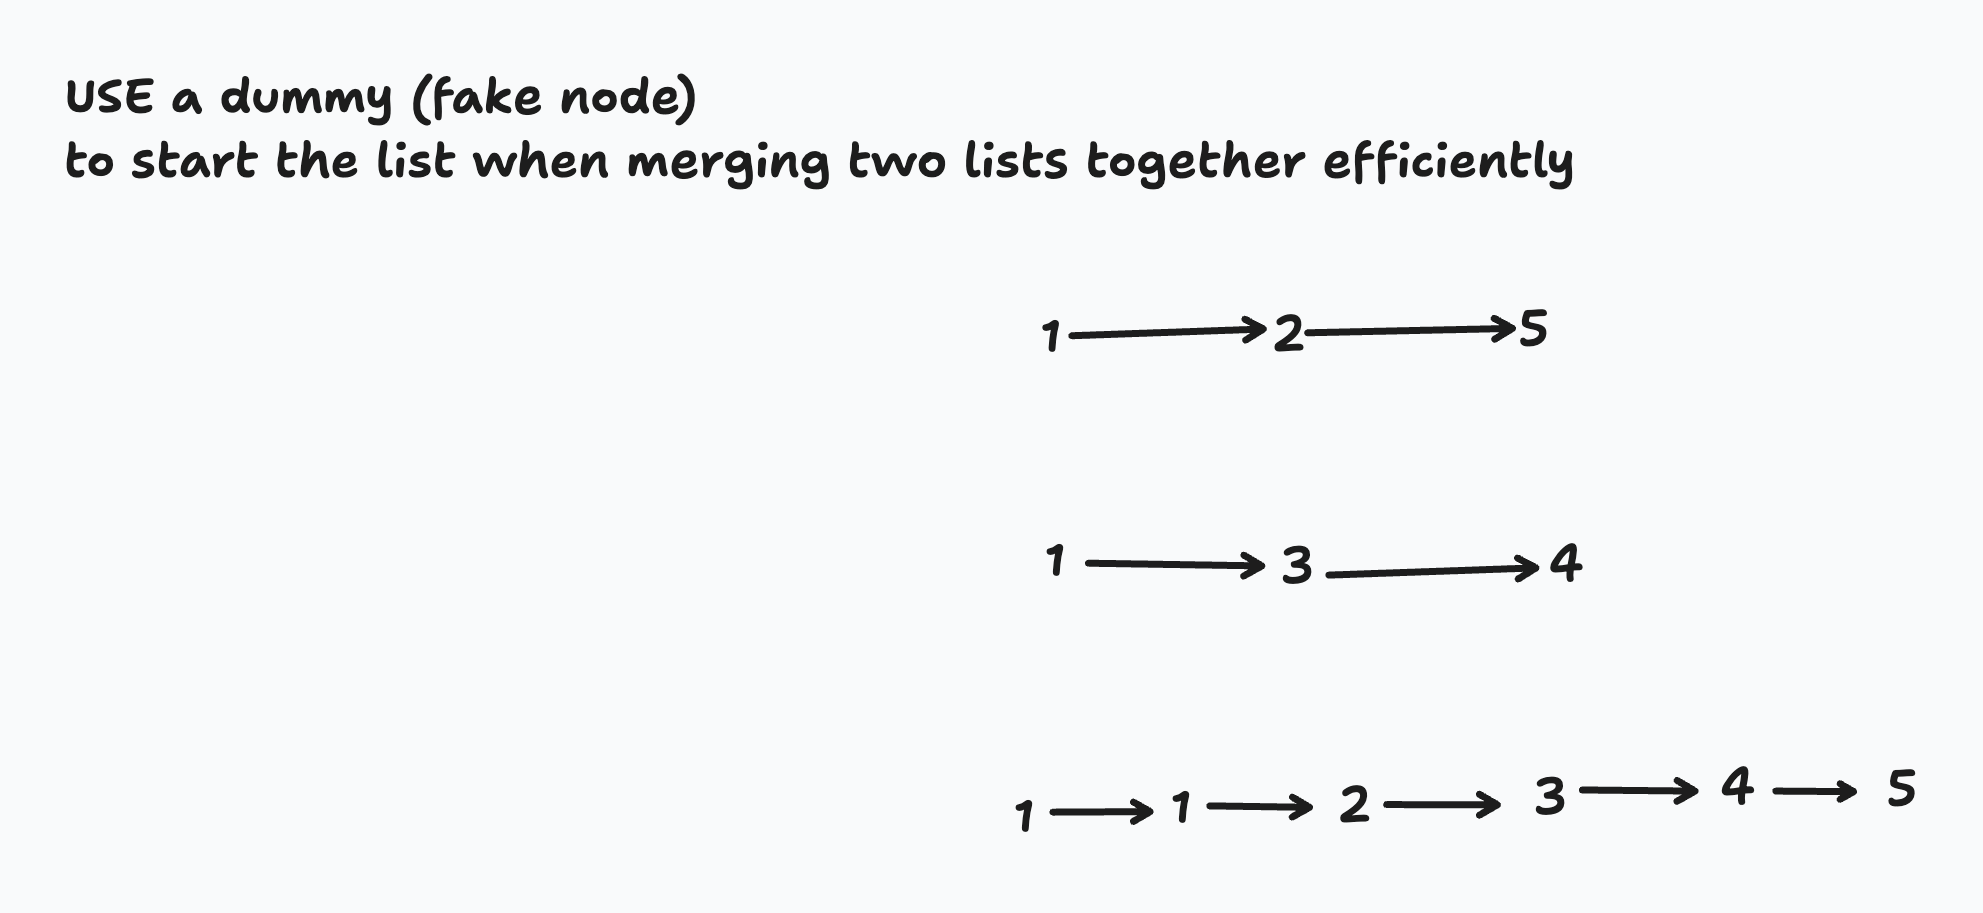 USE a dummy (fake node)
to start the list when merging two lists together efficiently
1 2 5
1 3 4
1 1 2 3 4 5